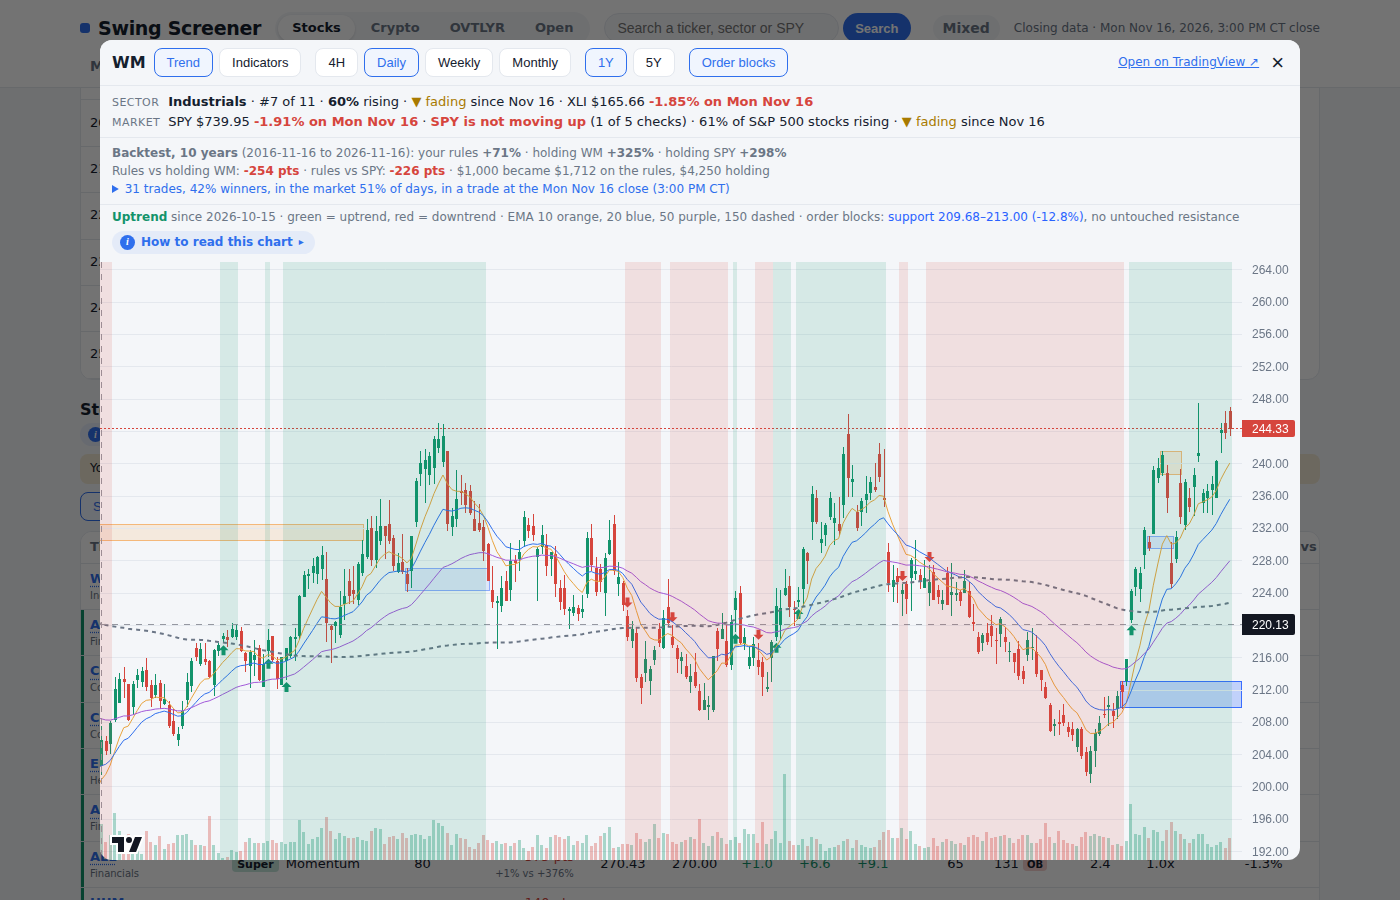 Swing Screener Stocks Crypto OVTLYR Open Search a ticker, sector or SPY Search Mixed Closing data · Mon Nov 16, 2026, 3:00 PM CT close
WM Trend Indicators 4H Daily Weekly Monthly 1Y 5Y Order blocks Open on TradingView ↗ ×
SECTOR Industrials · #7 of 11 · 60% rising · ▼ fading since Nov 16 · XLI $165.66 -1.85% on Mon Nov 16
MARKET SPY $739.95 -1.91% on Mon Nov 16 · SPY is not moving up (1 of 5 checks) · 61% of S&P 500 stocks rising · ▼ fading since Nov 16
Backtest, 10 years (2016-11-16 to 2026-11-16): your rules +71% · holding WM +325% · holding SPY +298%
Rules vs holding WM: -254 pts · rules vs SPY: -226 pts · $1,000 became $1,712 on the rules, $4,250 holding
▶ 31 trades, 42% winners, in the market 51% of days, in a trade at the Mon Nov 16 close (3:00 PM CT)
Uptrend since 2026-10-15 · green = uptrend, red = downtrend · EMA 10 orange, 20 blue, 50 purple, 150 dashed · order blocks: support 209.68–213.00 (-12.8%), no untouched resistance
i How to read this chart ▸
264.00
260.00
256.00
252.00
248.00
244.33
240.00
236.00
232.00
228.00
224.00
220.13
216.00
212.00
208.00
204.00
200.00
196.00
192.00
vs
Super Momentum 80 270.43 270.00 +1.0 +6.6 +9.1 65 131 OB 2.4 1.0x -1.3%
Financials +1% vs +376%